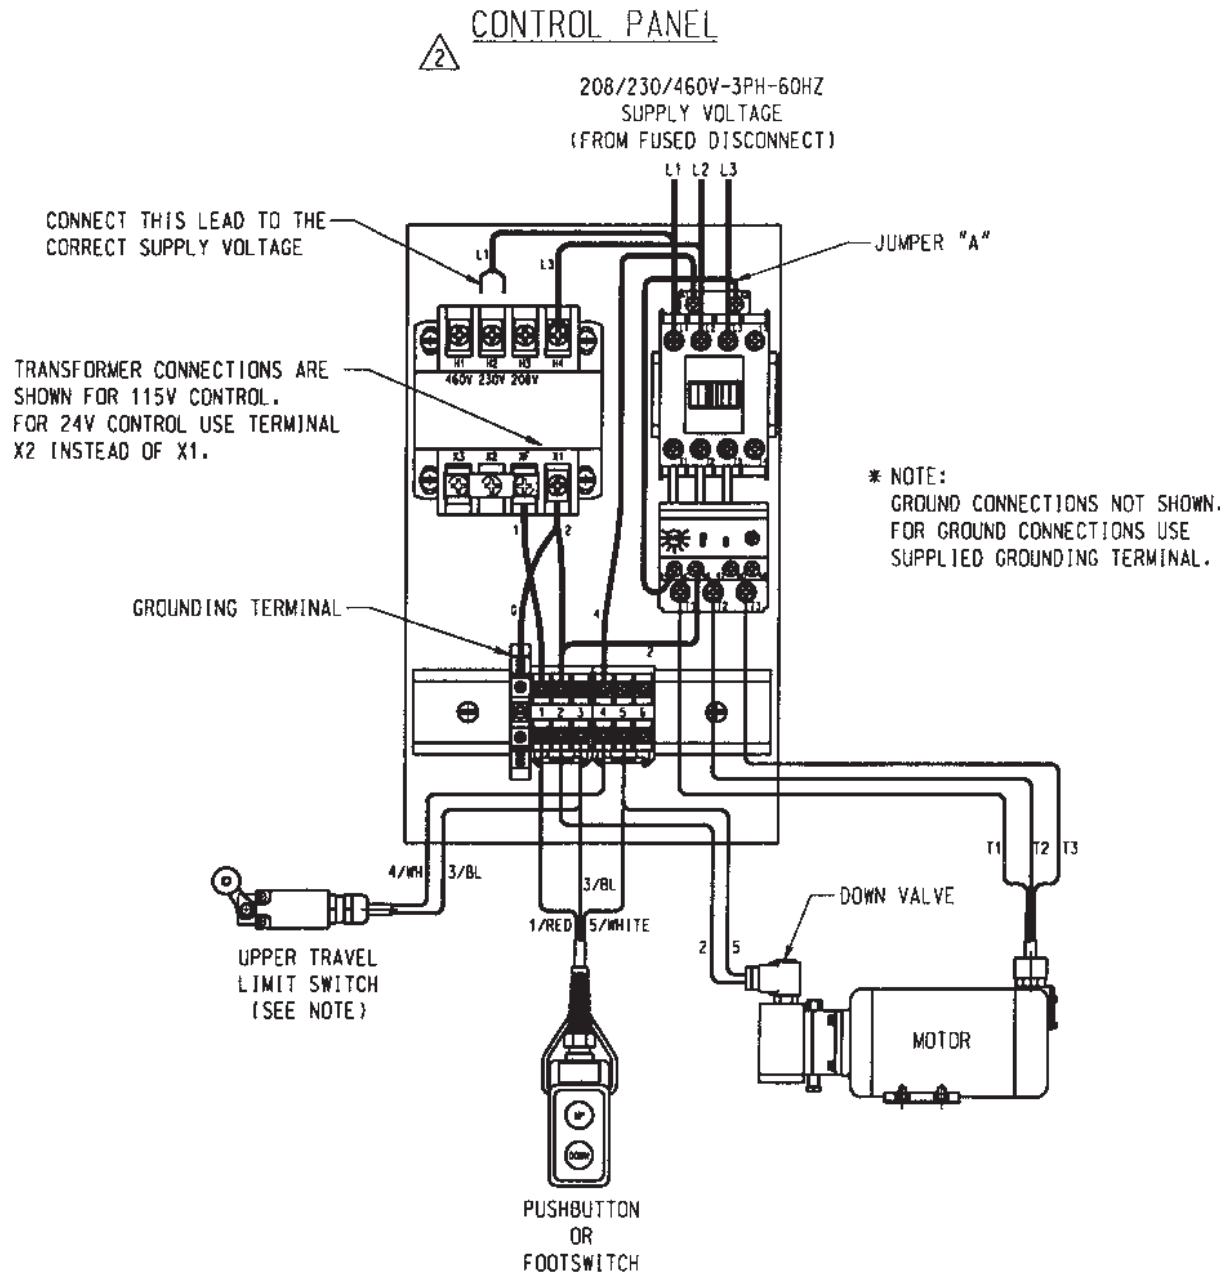 CONTROL PANEL
2
208/230/460V-3PH-60HZ
SUPPLY VOLTAGE
(FROM FUSED DISCONNECT)
L1 L2 L3
CONNECT THIS LEAD TO THE
CORRECT SUPPLY VOLTAGE
JUMPER "A"
L1
L3
H1 H2 H3 H4
460V 230V 208V
TRANSFORMER CONNECTIONS ARE
SHOWN FOR 115V CONTROL.
FOR 24V CONTROL USE TERMINAL
X2 INSTEAD OF X1.
X3 X2 XF X1
* NOTE:
GROUND CONNECTIONS NOT SHOWN.
FOR GROUND CONNECTIONS USE
SUPPLIED GROUNDING TERMINAL.
1
2
GROUNDING TERMINAL
G
4
2
T2
T3
1 2 3 4 5 6
T1
T2
T3
4/WH
3/BL
3/BL
1/RED
5/WHITE
2
5
DOWN VALVE
UPPER TRAVEL
LIMIT SWITCH
(SEE NOTE)
MOTOR
UP
DOWN
PUSHBUTTON
OR
FOOTSWITCH